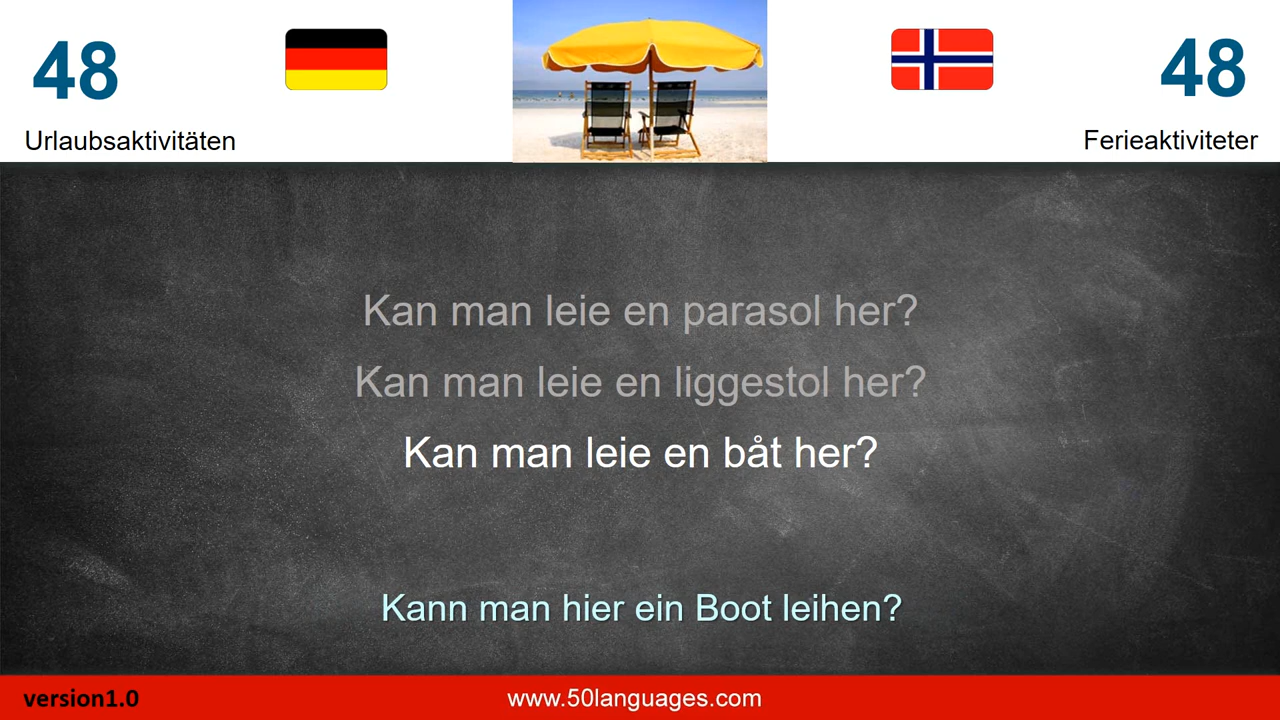 48
48
Urlaubsaktivitäten
Ferieaktiviteter
Kan man leie en parasol her?
Kan man leie en liggestol her?
Kan man leie en båt her?
Kann man hier ein Boot leihen?
version1.0
www.50languages.com